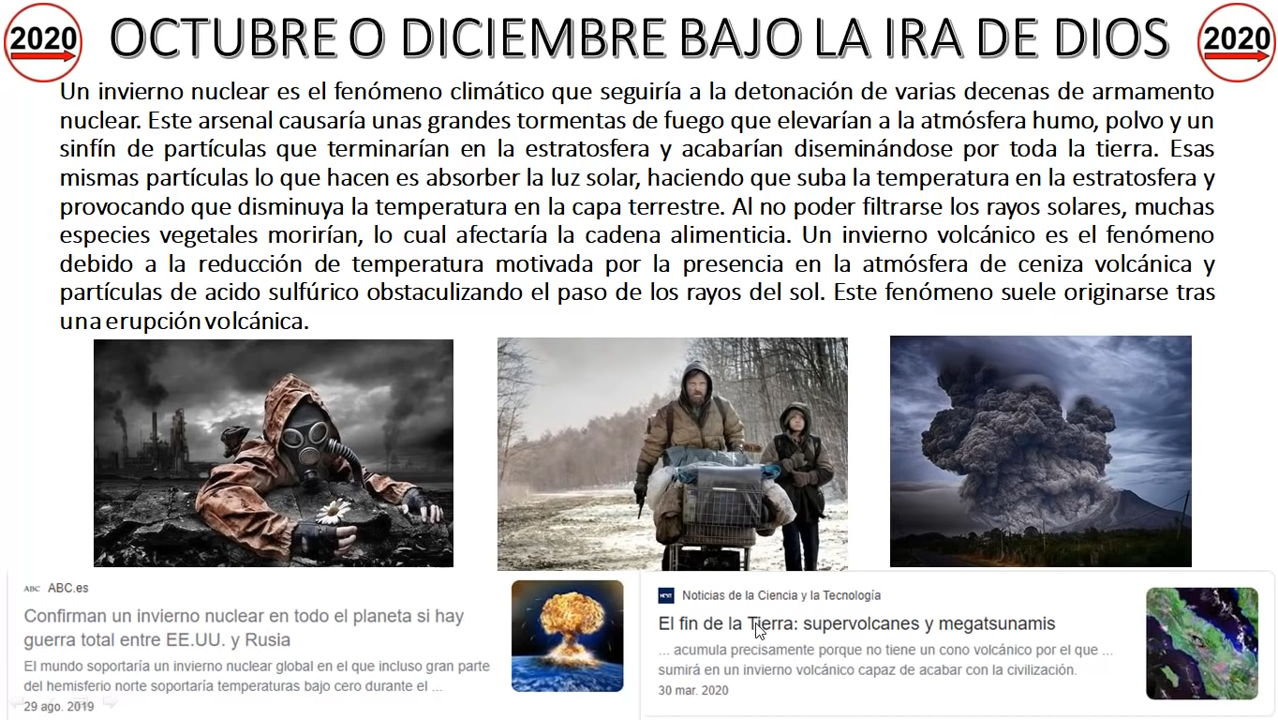 2020
OCTUBRE O DICIEMBRE BAJO LA IRA DE DIOS
2020
Un invierno nuclear es el fenómeno climático que seguiría a la detonación de varias decenas de armamento
nuclear. Este arsenal causaría unas grandes tormentas de fuego que elevarían a la atmósfera humo, polvo y un
sinfín de partículas que terminarían en la estratosfera y acabarían diseminándose por toda la tierra. Esas
mismas partículas lo que hacen es absorber la luz solar, haciendo que suba la temperatura en la estratosfera y
provocando que disminuya la temperatura en la capa terrestre. Al no poder filtrarse los rayos solares, muchas
especies vegetales morirían, lo cual afectaría la cadena alimenticia. Un invierno volcánico es el fenómeno
debido a la reducción de temperatura motivada por la presencia en la atmósfera de ceniza volcánica y
partículas de acido sulfúrico obstaculizando el paso de los rayos del sol. Este fenómeno suele originarse tras
una erupción volcánica.
ABC ABC.es
Confirman un invierno nuclear en todo el planeta si hay
guerra total entre EE.UU. y Rusia
El mundo soportaría un invierno nuclear global en el que incluso gran parte
del hemisferio norte soportaría temperaturas bajo cero durante el ...
29 ago. 2019
Noticias de la Ciencia y la Tecnología
El fin de la Tierra: supervolcanes y megatsunamis
... acumula precisamente porque no tiene un cono volcánico por el que ...
sumirá en un invierno volcánico capaz de acabar con la civilización.
30 mar. 2020